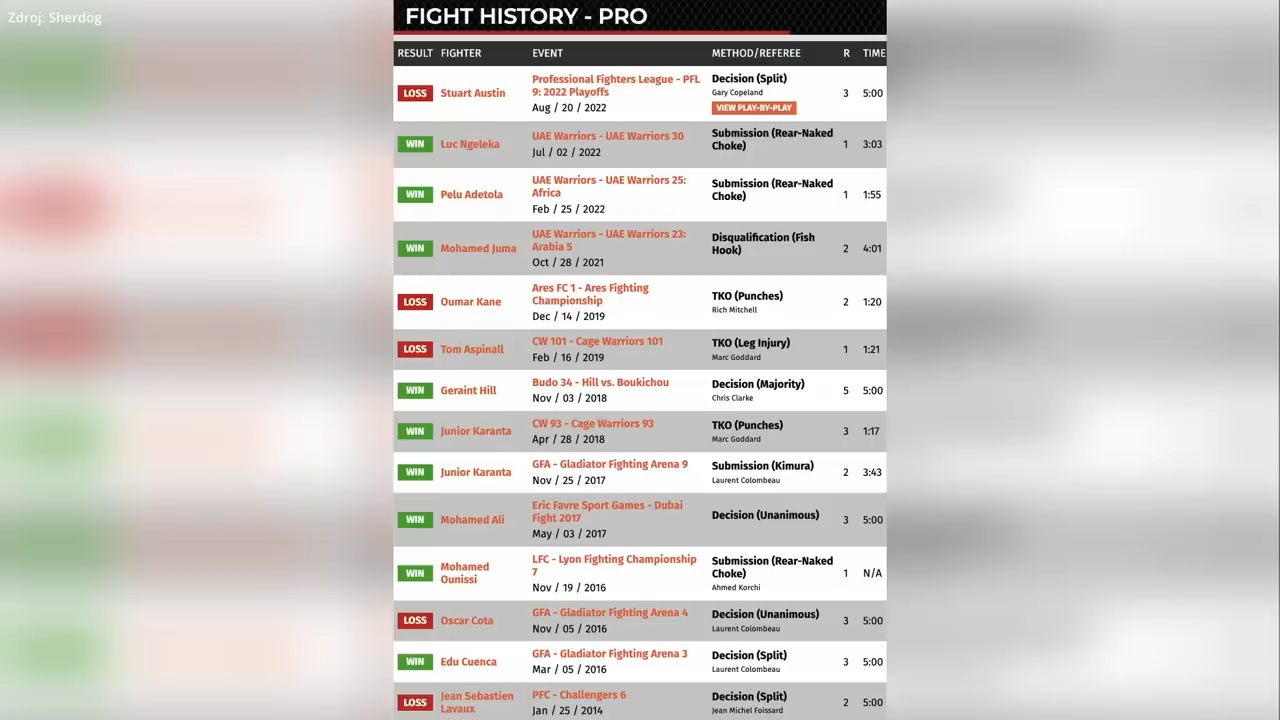 Zdroj: Sherdog
FIGHT HISTORY - PRO
RESULT FIGHTER EVENT METHOD/REFEREE R TIME
LOSS Stuart Austin Professional Fighters League - PFL 9: 2022 Playoffs Aug / 20 / 2022 Decision (Split) Gary Copeland VIEW PLAY-BY-PLAY 3 5:00
WIN Luc Ngeleka UAE Warriors - UAE Warriors 30 Jul / 02 / 2022 Submission (Rear-Naked Choke) 1 3:03
WIN Pelu Adetola UAE Warriors - UAE Warriors 25: Africa Feb / 25 / 2022 Submission (Rear-Naked Choke) 1 1:55
WIN Mohamed Juma UAE Warriors - UAE Warriors 23: Arabia 5 Oct / 28 / 2021 Disqualification (Fish Hook) 2 4:01
LOSS Oumar Kane Ares FC 1 - Ares Fighting Championship Dec / 14 / 2019 TKO (Punches) Rich Mitchell 2 1:20
LOSS Tom Aspinall CW 101 - Cage Warriors 101 Feb / 16 / 2019 TKO (Leg Injury) Marc Goddard 1 1:21
WIN Geraint Hill Budo 34 - Hill vs. Boukichou Nov / 03 / 2018 Decision (Majority) Chris Clarke 5 5:00
WIN Junior Karanta CW 93 - Cage Warriors 93 Apr / 28 / 2018 TKO (Punches) Marc Goddard 3 1:17
WIN Junior Karanta GFA - Gladiator Fighting Arena 9 Nov / 25 / 2017 Submission (Kimura) Laurent Colombeau 2 3:43
WIN Mohamed Ali Eric Favre Sport Games - Dubai Fight 2017 May / 03 / 2017 Decision (Unanimous) 3 5:00
WIN Mohamed Ounissi LFC - Lyon Fighting Championship 7 Nov / 19 / 2016 Submission (Rear-Naked Choke) Ahmed Korchi 1 N/A
LOSS Oscar Cota GFA - Gladiator Fighting Arena 4 Nov / 05 / 2016 Decision (Unanimous) Laurent Colombeau 3 5:00
WIN Edu Cuenca GFA - Gladiator Fighting Arena 3 Mar / 05 / 2016 Decision (Split) Laurent Colombeau 3 5:00
LOSS Jean Sebastien Lavaux PFC - Challengers 6 Jan / 25 / 2014 Decision (Split) Jean Michel Foissard 2 5:00